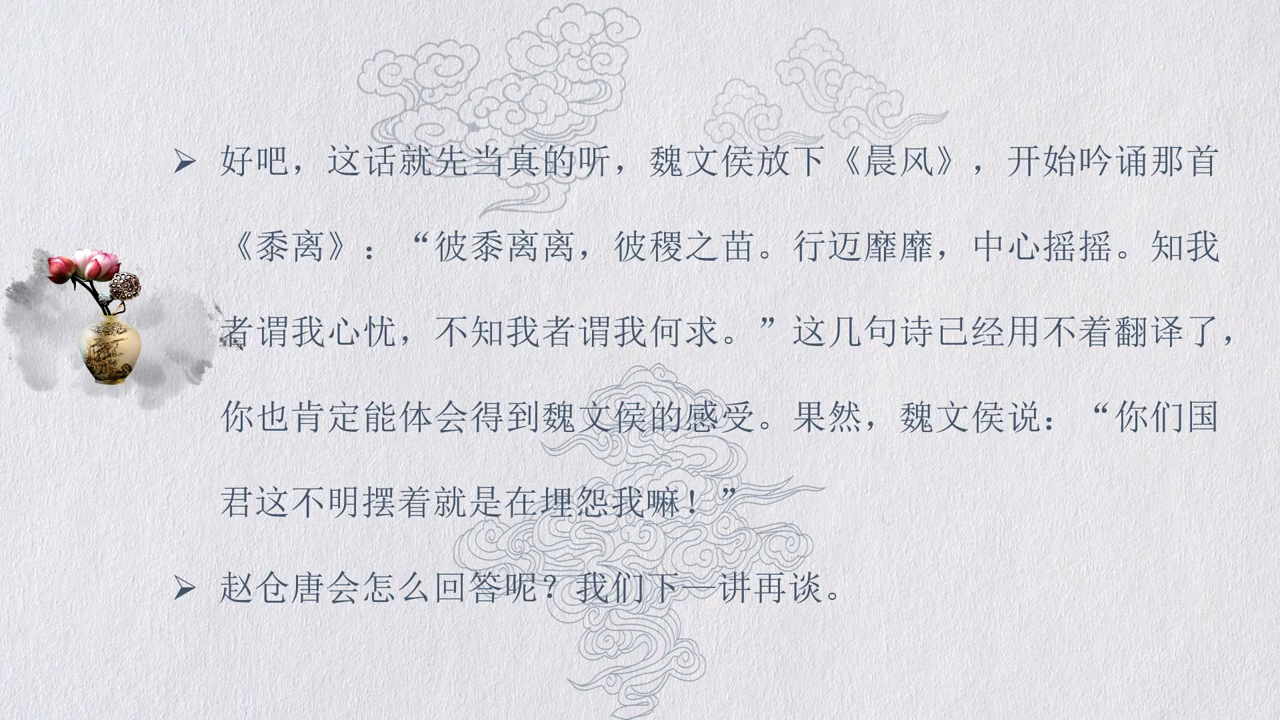 ➢ 好吧，这话就先当真的听，魏文侯放下《晨风》，开始吟诵那首
《黍离》：“彼黍离离，彼稷之苗。行迈靡靡，中心摇摇。知我
者谓我心忧，不知我者谓我何求。”这几句诗已经用不着翻译了，
你也肯定能体会得到魏文侯的感受。果然，魏文侯说：“你们国
君这不明摆着就是在埋怨我嘛！”
➢ 赵仓唐会怎么回答呢？我们下一讲再谈。